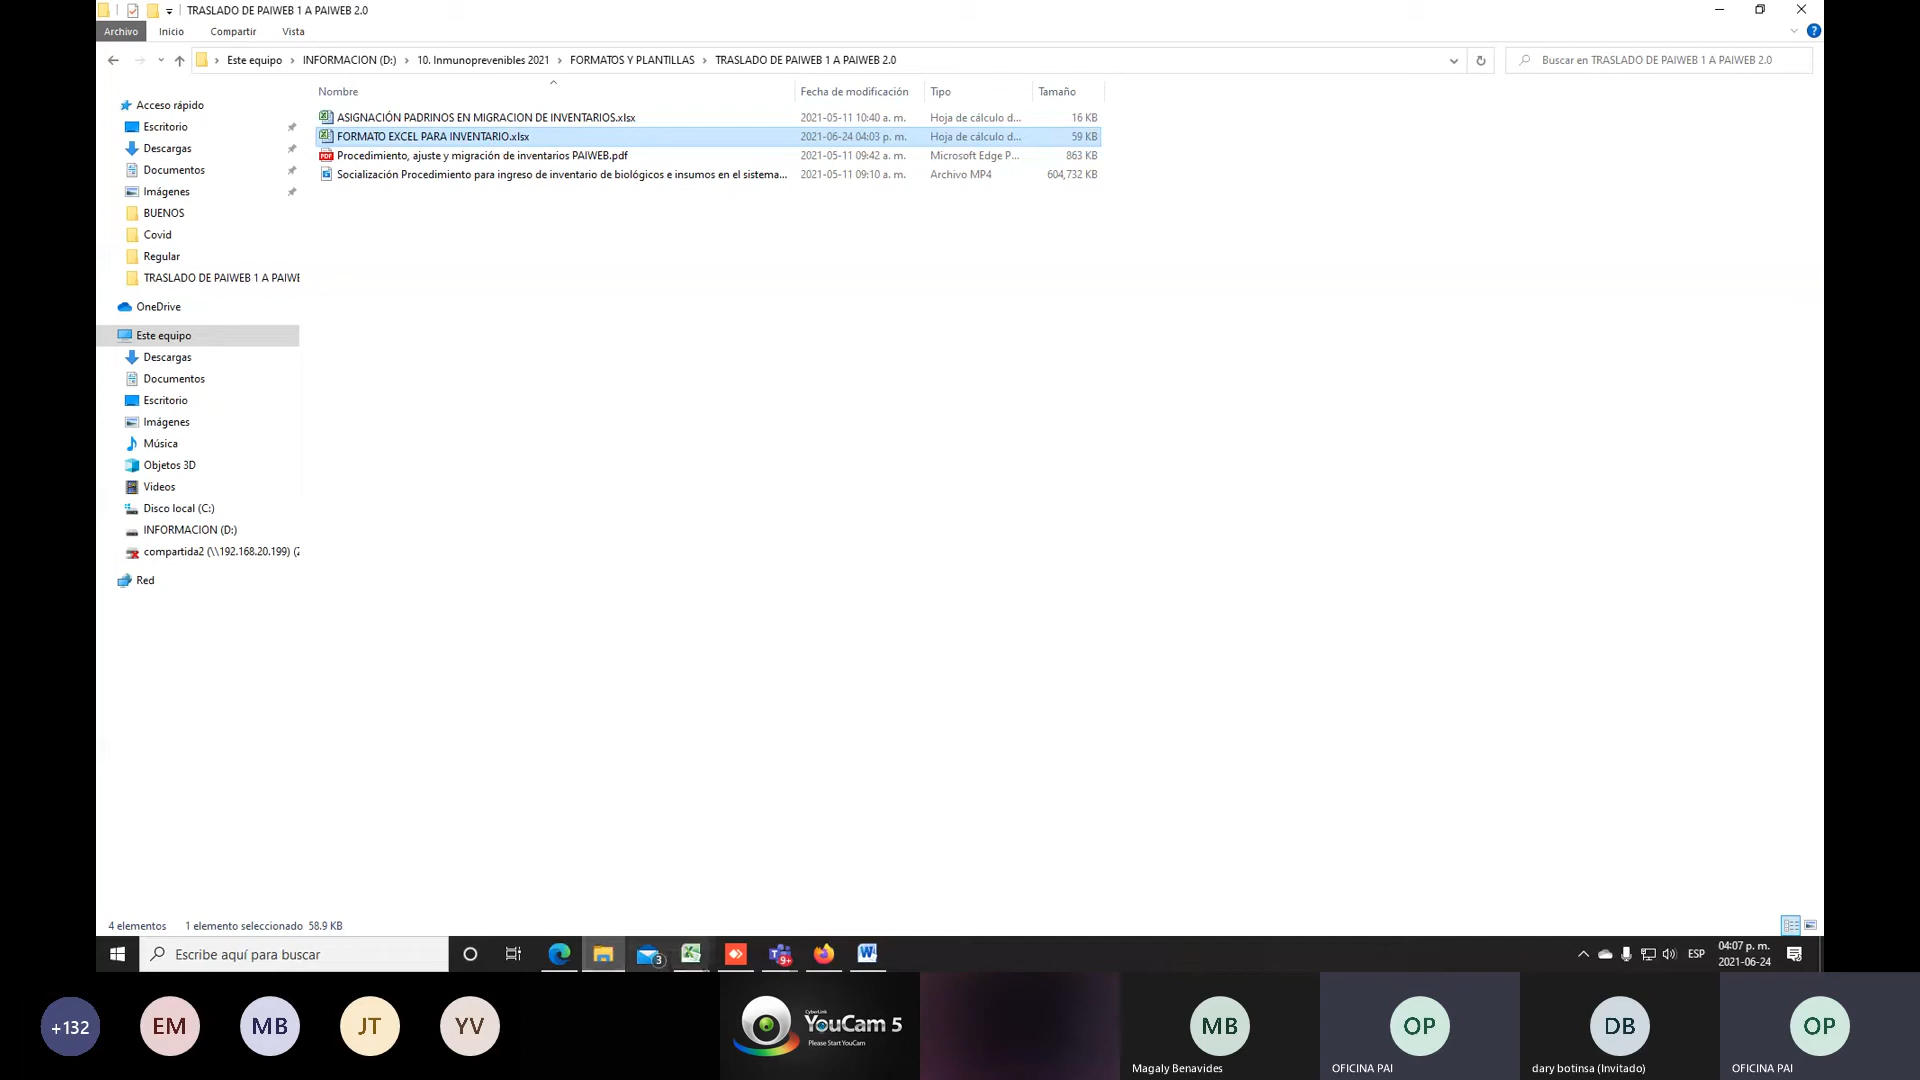 TRASLADO DE PAIWEB 1 A PAIWEB 2.0
Archivo Inicio Compartir Vista
Este equipo › INFORMACION (D:) › 10. Inmunoprevenibles 2021 › FORMATOS Y PLANTILLAS › TRASLADO DE PAIWEB 1 A PAIWEB 2.0
Buscar en TRASLADO DE PAIWEB 1 A PAIWEB 2.0
Nombre Fecha de modificación Tipo Tamaño
ASIGNACIÓN PADRINOS EN MIGRACION DE INVENTARIOS.xlsx 2021-05-11 10:40 a. m. Hoja de cálculo d... 16 KB
FORMATO EXCEL PARA INVENTARIO.xlsx 2021-06-24 04:03 p. m. Hoja de cálculo d... 59 KB
Procedimiento, ajuste y migración de inventarios PAIWEB.pdf 2021-05-11 09:42 a. m. Microsoft Edge P... 863 KB
Socialización Procedimiento para ingreso de inventario de biológicos e insumos en el sistema... 2021-05-11 09:10 a. m. Archivo MP4 604,732 KB
Acceso rápido
Escritorio
Descargas
Documentos
Imágenes
BUENOS
Covid
Regular
TRASLADO DE PAIWEB 1 A PAIWE
OneDrive
Este equipo
Descargas
Documentos
Escritorio
Imágenes
Música
Objetos 3D
Videos
Disco local (C:)
INFORMACION (D:)
compartida2 (\\192.168.20.199) (Z
Red
4 elementos 1 elemento seleccionado 58.9 KB
Escribe aquí para buscar
3
9+
ESP
04:07 p. m.
2021-06-24
+132 EM MB JT YV
CyberLink
YouCam 5
Please Start YouCam
MB
Magaly Benavides
OP
OFICINA PAI
DB
dary botinsa (Invitado)
OP
OFICINA PAI